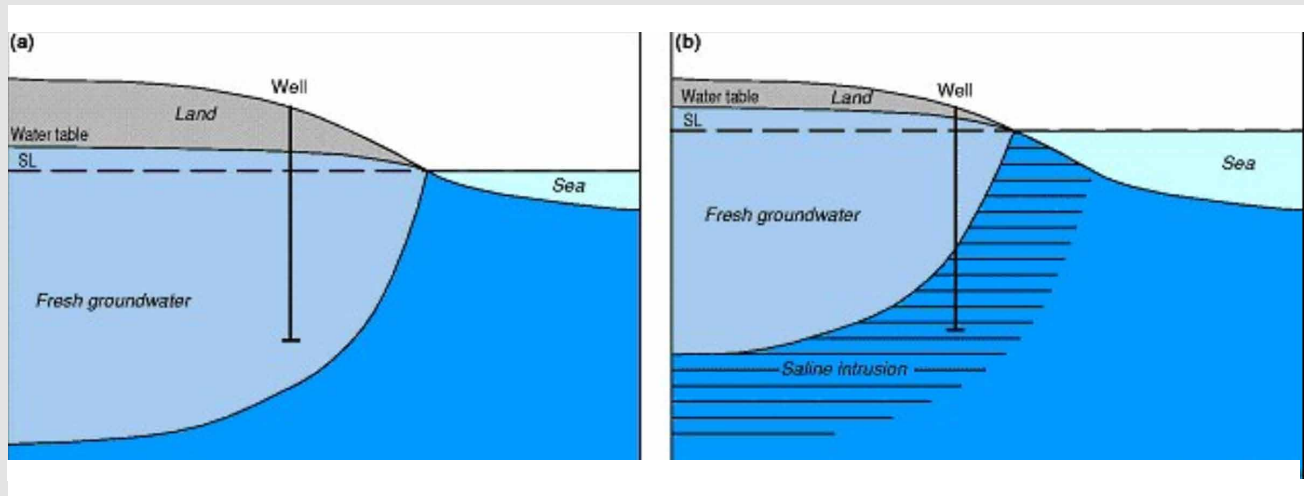 (a)
Well
Land
Water table
SL
Sea
Fresh groundwater
(b)
Well
Water table
Land
SL
Sea
Fresh groundwater
Saline intrusion